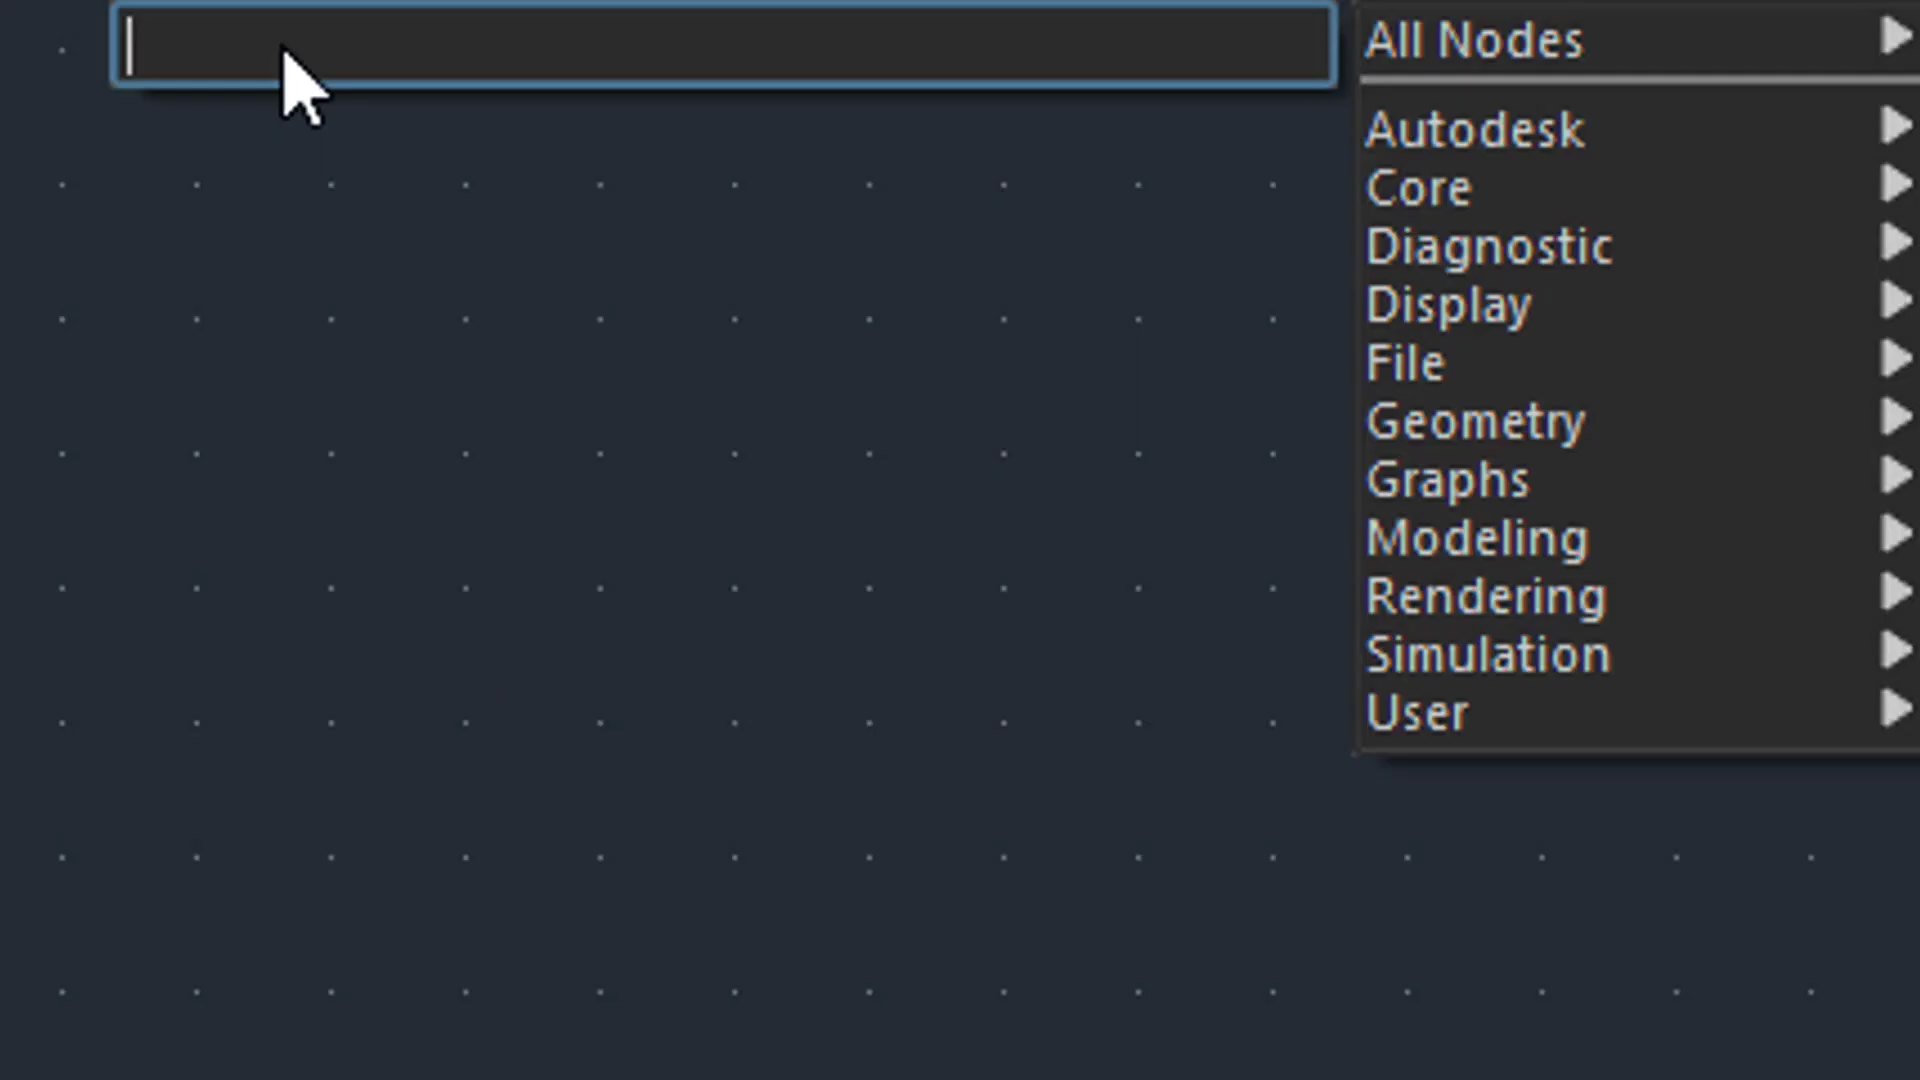 All Nodes
Autodesk
Core
Diagnostic
Display
File
Geometry
Graphs
Modeling
Rendering
Simulation
User